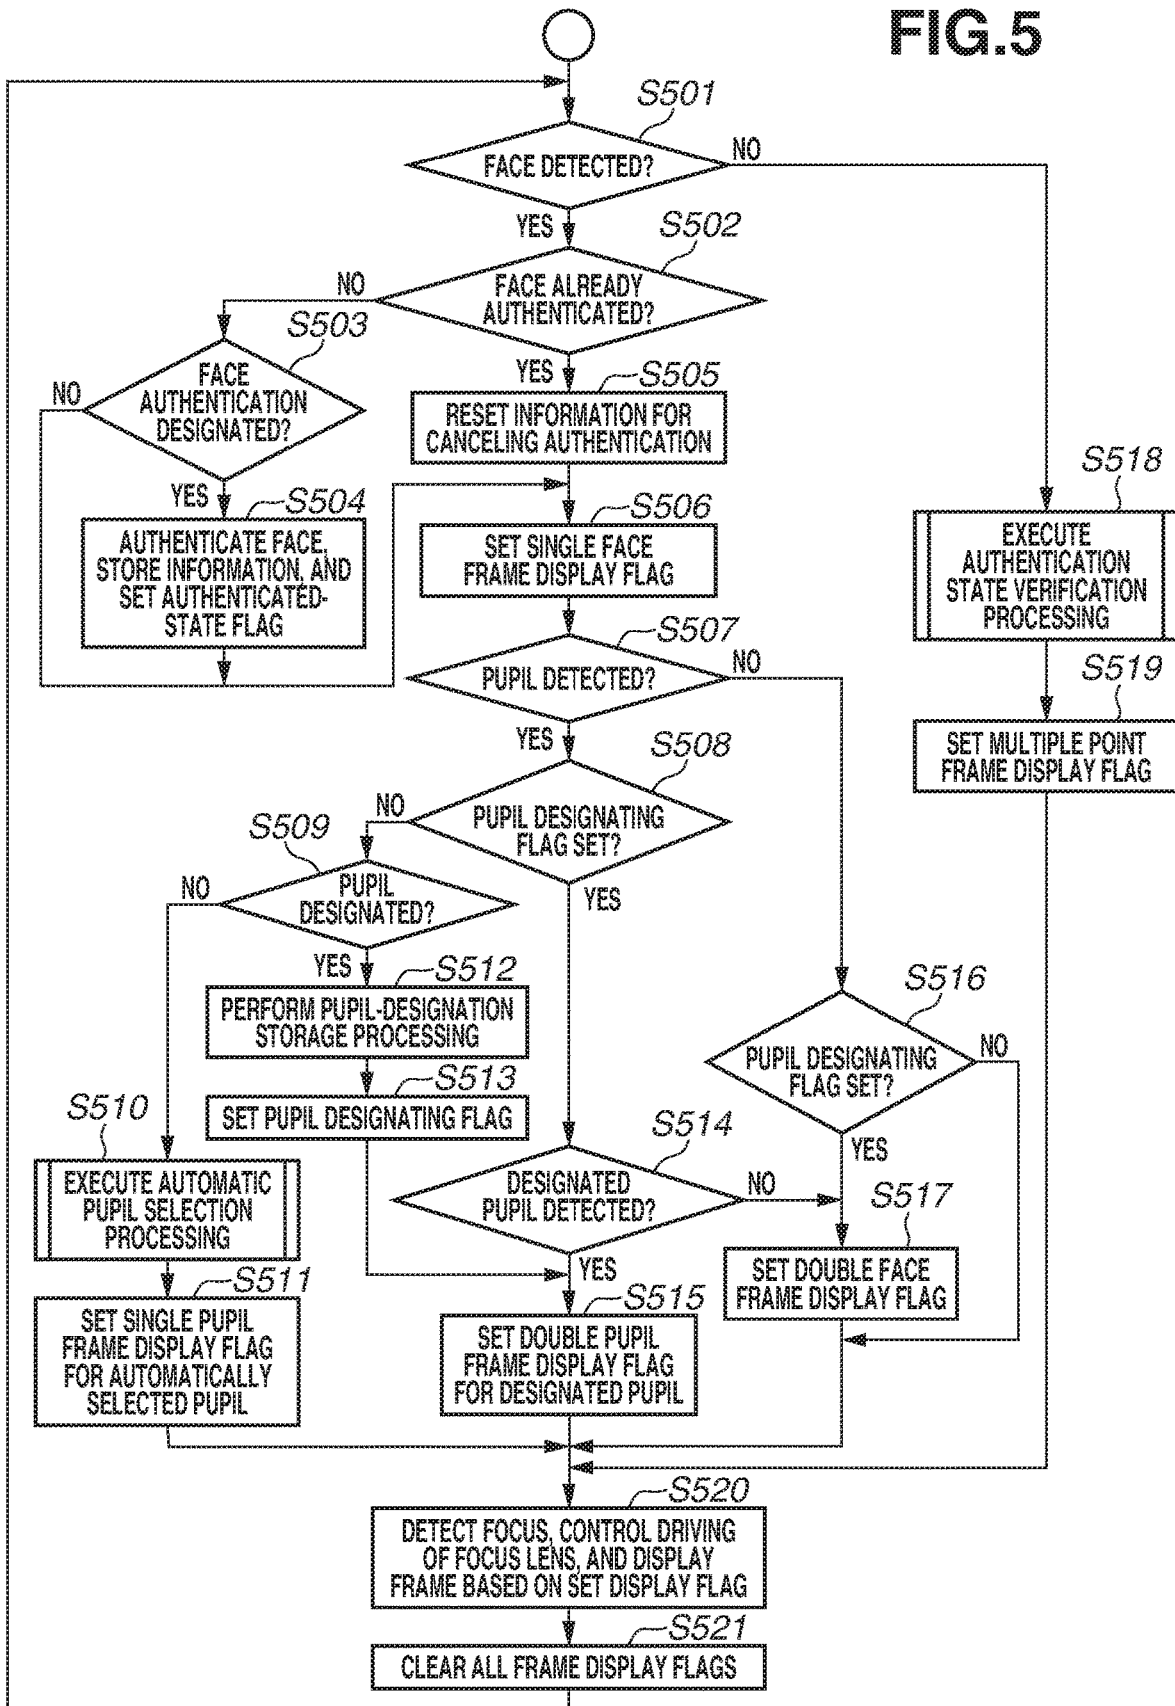 FIG.5
S501
FACE DETECTED?
NO
YES
S502
FACE ALREADY
AUTHENTICATED?
NO
YES
S503
FACE
AUTHENTICATION
DESIGNATED?
NO
YES
S504
AUTHENTICATE FACE,
STORE INFORMATION, AND
SET AUTHENTICATED-
STATE FLAG
S505
RESET INFORMATION FOR
CANCELING AUTHENTICATION
S506
SET SINGLE FACE
FRAME DISPLAY FLAG
S507
PUPIL DETECTED?
NO
YES
S518
EXECUTE
AUTHENTICATION
STATE VERIFICATION
PROCESSING
S519
SET MULTIPLE POINT
FRAME DISPLAY FLAG
S508
PUPIL DESIGNATING
FLAG SET?
NO
YES
S509
PUPIL
DESIGNATED?
NO
YES
S512
PERFORM PUPIL-DESIGNATION
STORAGE PROCESSING
S513
SET PUPIL DESIGNATING FLAG
S510
EXECUTE AUTOMATIC
PUPIL SELECTION
PROCESSING
S511
SET SINGLE PUPIL
FRAME DISPLAY FLAG
FOR AUTOMATICALLY
SELECTED PUPIL
S514
DESIGNATED
PUPIL DETECTED?
NO
YES
S515
SET DOUBLE PUPIL
FRAME DISPLAY FLAG
FOR DESIGNATED PUPIL
S516
PUPIL DESIGNATING
FLAG SET?
NO
YES
S517
SET DOUBLE FACE
FRAME DISPLAY FLAG
S520
DETECT FOCUS, CONTROL DRIVING
OF FOCUS LENS, AND DISPLAY
FRAME BASED ON SET DISPLAY FLAG
S521
CLEAR ALL FRAME DISPLAY FLAGS